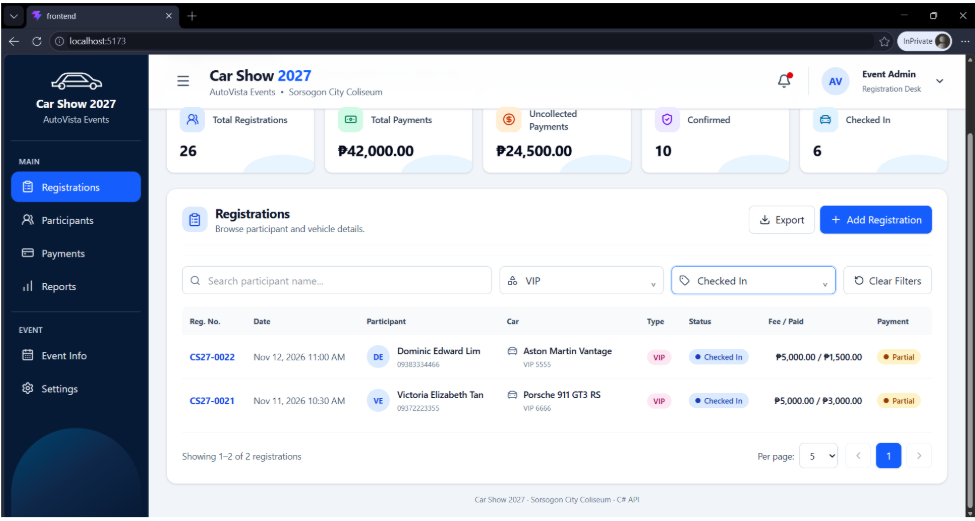 frontend
localhost:5173
InPrivate
Car Show 2027
AutoVista Events
MAIN
Registrations
Participants
Payments
Reports
EVENT
Event Info
Settings
Car Show 2027
AutoVista Events • Sorsogon City Coliseum
AV
Event Admin
Registration Desk
Total Registrations
26
Total Payments
₱42,000.00
Uncollected
Payments
₱24,500.00
Confirmed
10
Checked In
6
Registrations
Browse participant and vehicle details.
Export
+ Add Registration
Search participant name...
VIP
Checked In
Clear Filters
Reg. No. Date Participant Car Type Status Fee / Paid Payment
CS27-0022 Nov 12, 2026 11:00 AM DE Dominic Edward Lim Aston Martin Vantage VIP Checked In ₱5,000.00 / ₱1,500.00 Partial
09383334466 VIP 5555
CS27-0021 Nov 11, 2026 10:30 AM VE Victoria Elizabeth Tan Porsche 911 GT3 RS VIP Checked In ₱5,000.00 / ₱3,000.00 Partial
09372223355 VIP 6666
Showing 1–2 of 2 registrations
Per page: 5 1
Car Show 2027 - Sorsogon City Coliseum - C# API